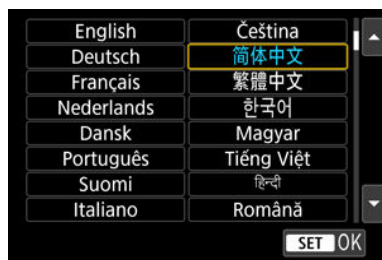 English Čeština
Deutsch 简体中文
Français 繁體中文
Nederlands 한국어
Dansk Magyar
Português Tiếng Việt
Suomi हिन्दी
Italiano Română
SET OK